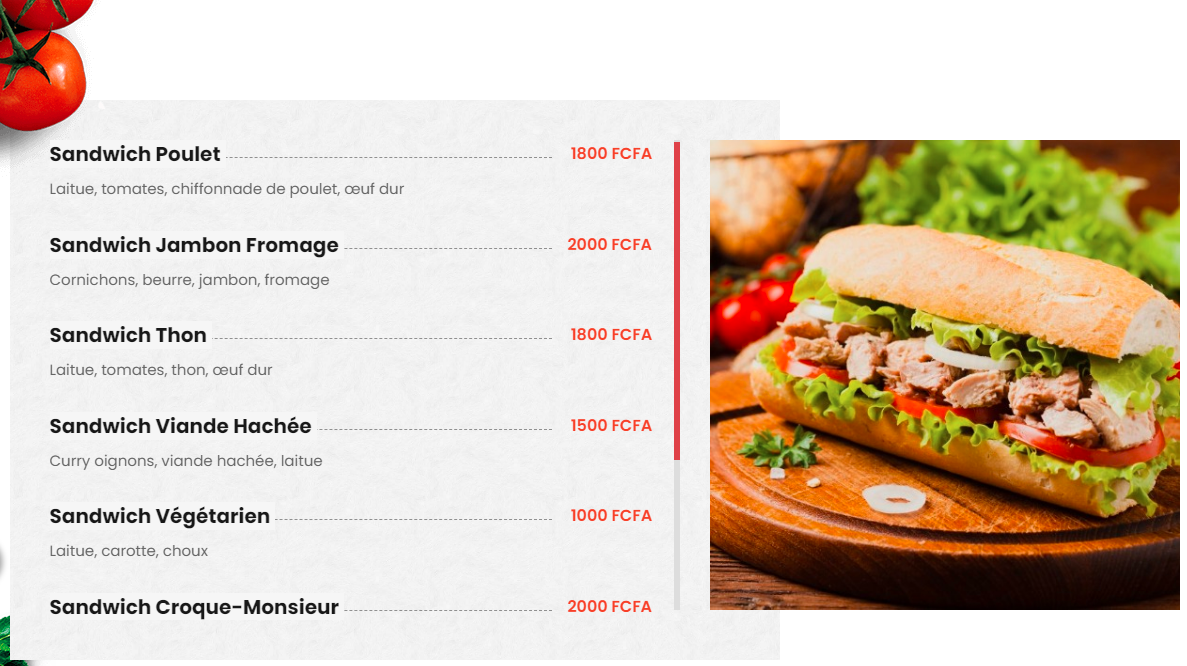 Sandwich Poulet 1800 FCFA
Laitue, tomates, chiffonnade de poulet, œuf dur
Sandwich Jambon Fromage 2000 FCFA
Cornichons, beurre, jambon, fromage
Sandwich Thon 1800 FCFA
Laitue, tomates, thon, œuf dur
Sandwich Viande Hachée 1500 FCFA
Curry oignons, viande hachée, laitue
Sandwich Végétarien 1000 FCFA
Laitue, carotte, choux
Sandwich Croque-Monsieur 2000 FCFA